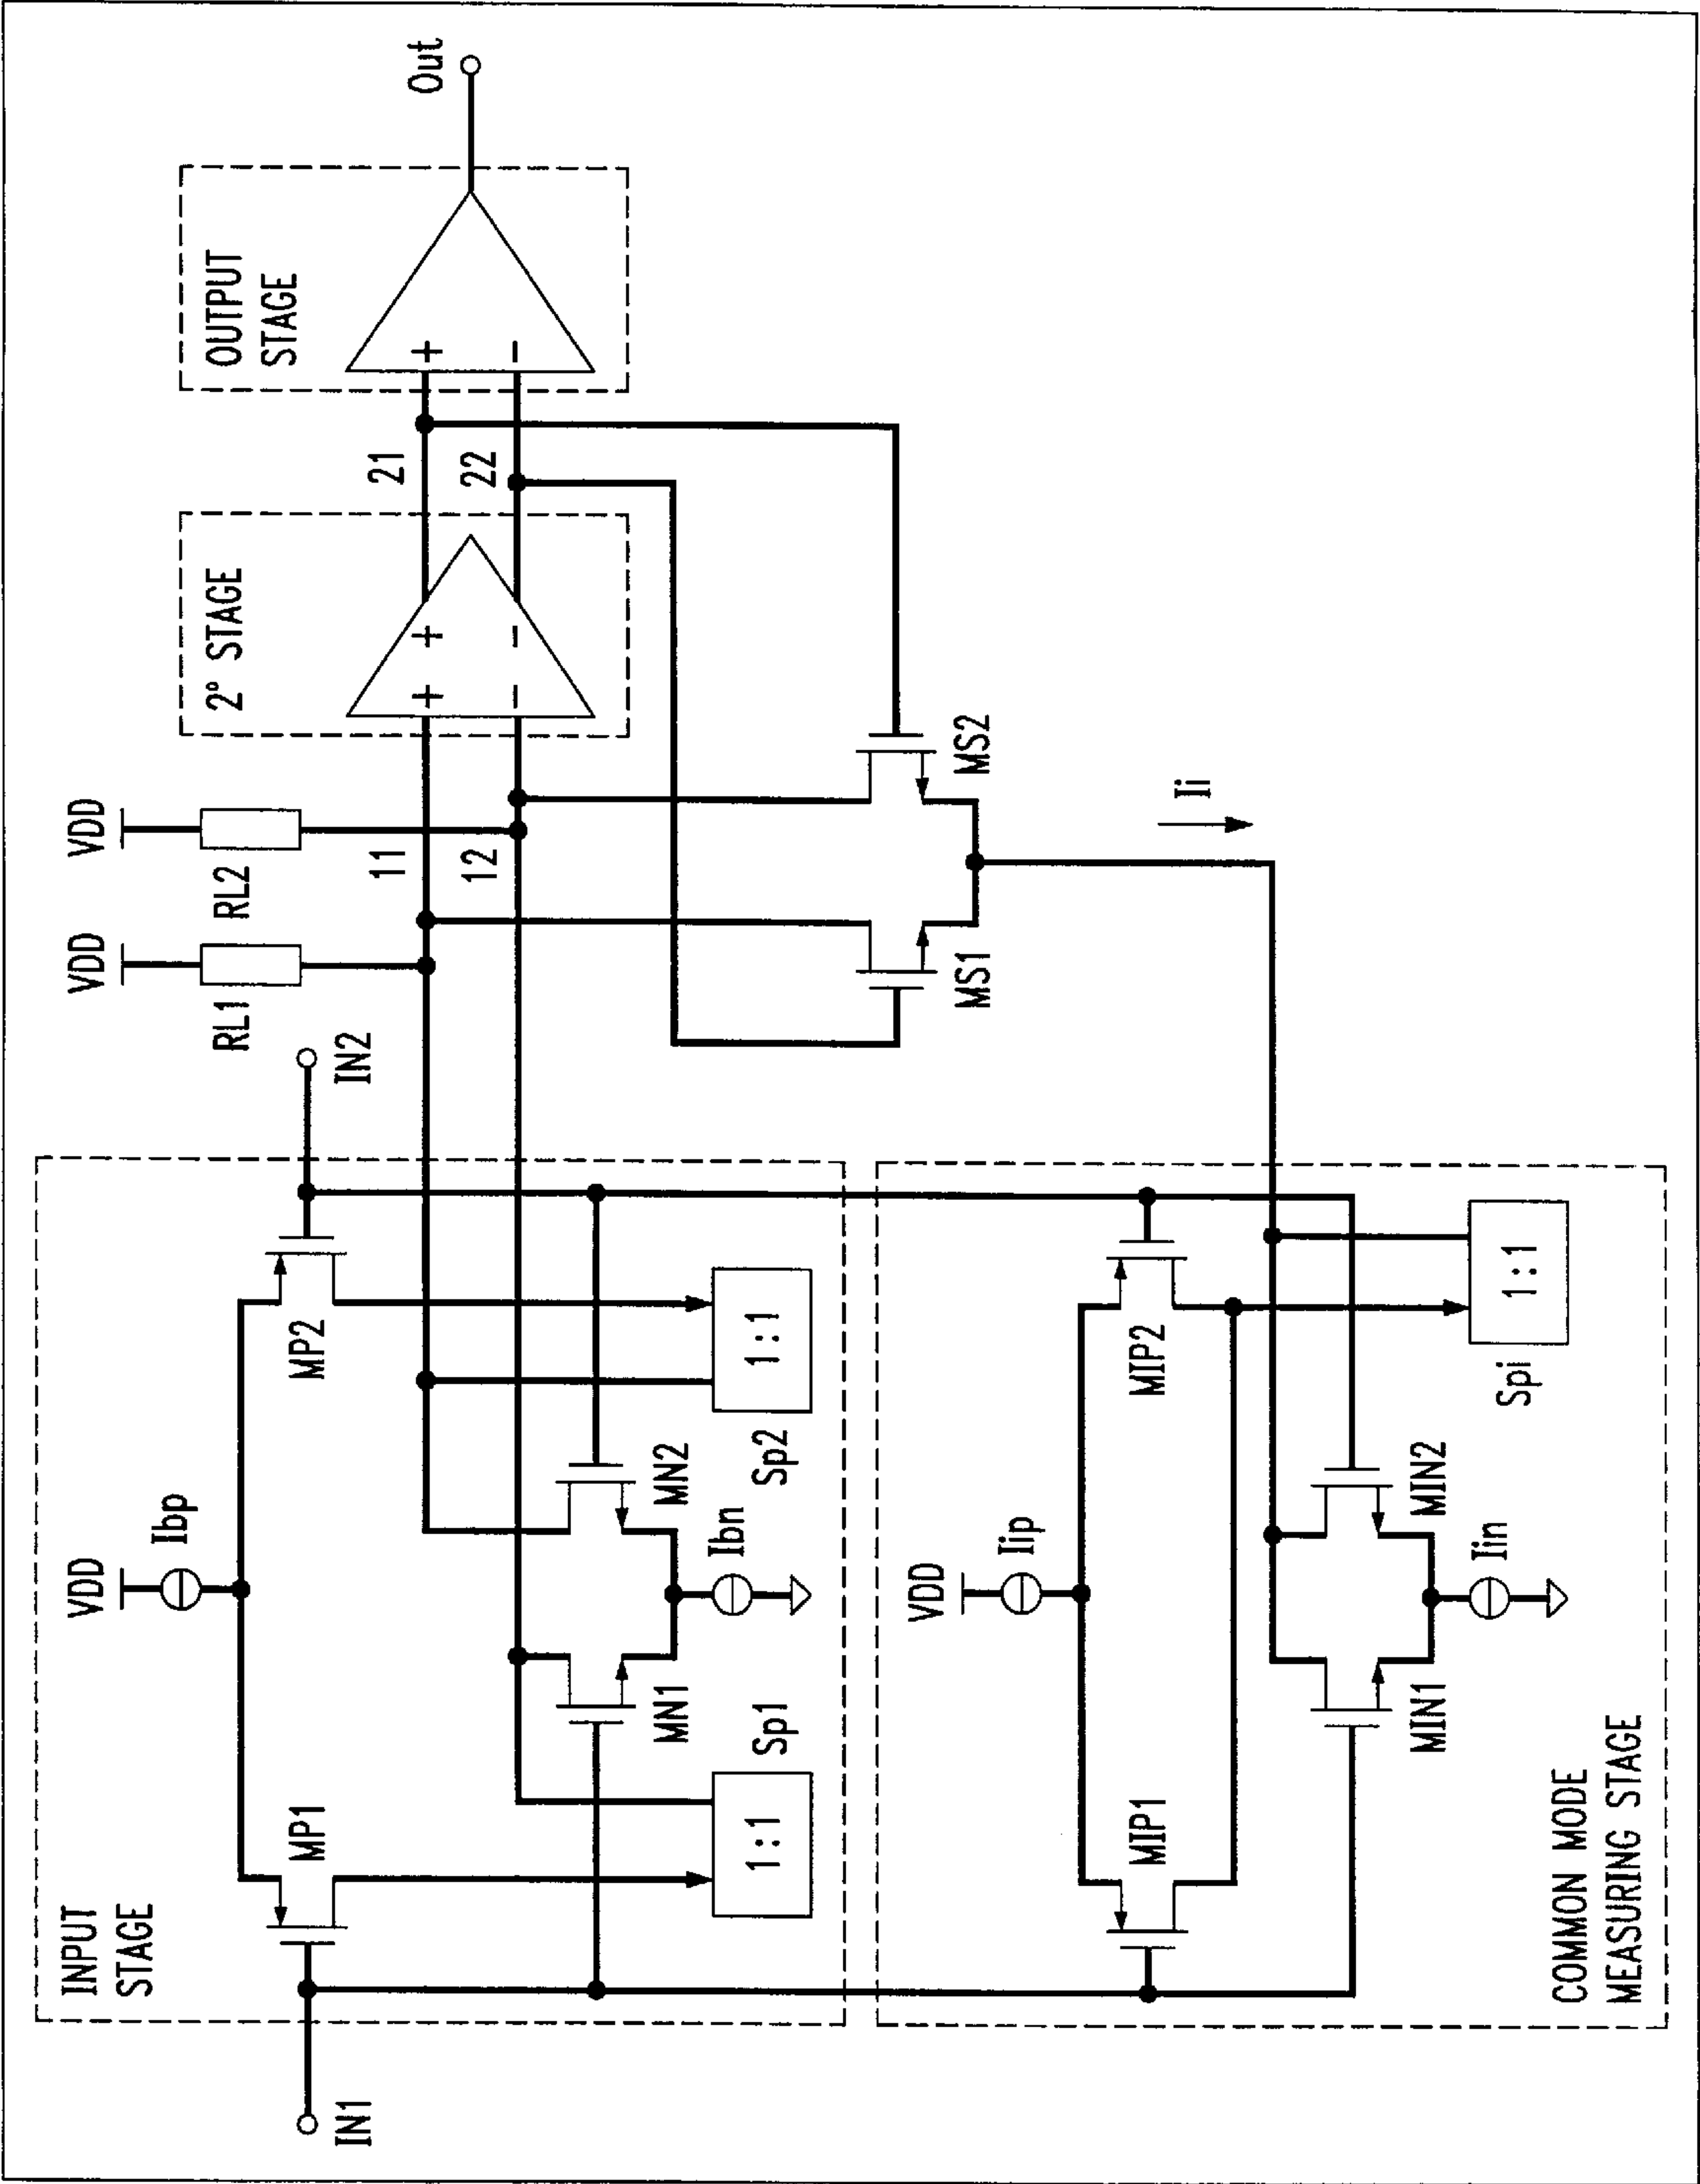 INPUT
STAGE
VDD
Ibp
MP1
MP2
IN1
IN2
MN1
MN2
Sp1
1:1
Ibn
Sp2
1:1
VDD
RL1
VDD
RL2
11
12
2° STAGE
+
+
−
−
21
22
OUTPUT
STAGE
+
−
Out
MS1
MS2
Ii
VDD
Iip
MIP1
MIP2
MIN1
MIN2
Iin
Spi
1:1
COMMON MODE
MEASURING STAGE